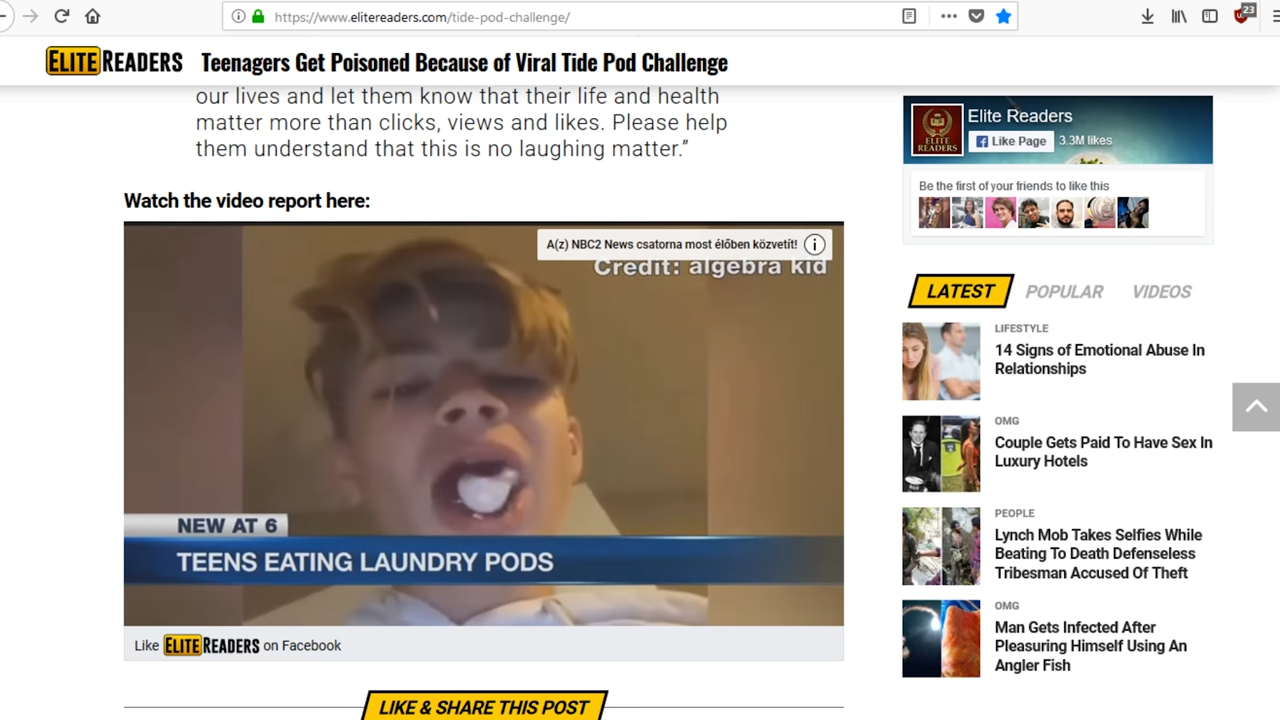 https://www.elitereaders.com/tide-pod-challenge/
23
ELITE READERS
Teenagers Get Poisoned Because of Viral Tide Pod Challenge
our lives and let them know that their life and health
matter more than clicks, views and likes. Please help
them understand that this is no laughing matter.”
Watch the video report here:
A(z) NBC2 News csatorna most élőben közvetít!
Credit: algebra kid
NEW AT 6
TEENS EATING LAUNDRY PODS
Like ELITE READERS on Facebook
LIKE & SHARE THIS POST
ELITE
READERS
Elite Readers
Like Page 3.3M likes
Be the first of your friends to like this
LATEST POPULAR VIDEOS
LIFESTYLE
14 Signs of Emotional Abuse In
Relationships
OMG
Couple Gets Paid To Have Sex In
Luxury Hotels
PEOPLE
Lynch Mob Takes Selfies While
Beating To Death Defenseless
Tribesman Accused Of Theft
OMG
Man Gets Infected After
Pleasuring Himself Using An
Angler Fish